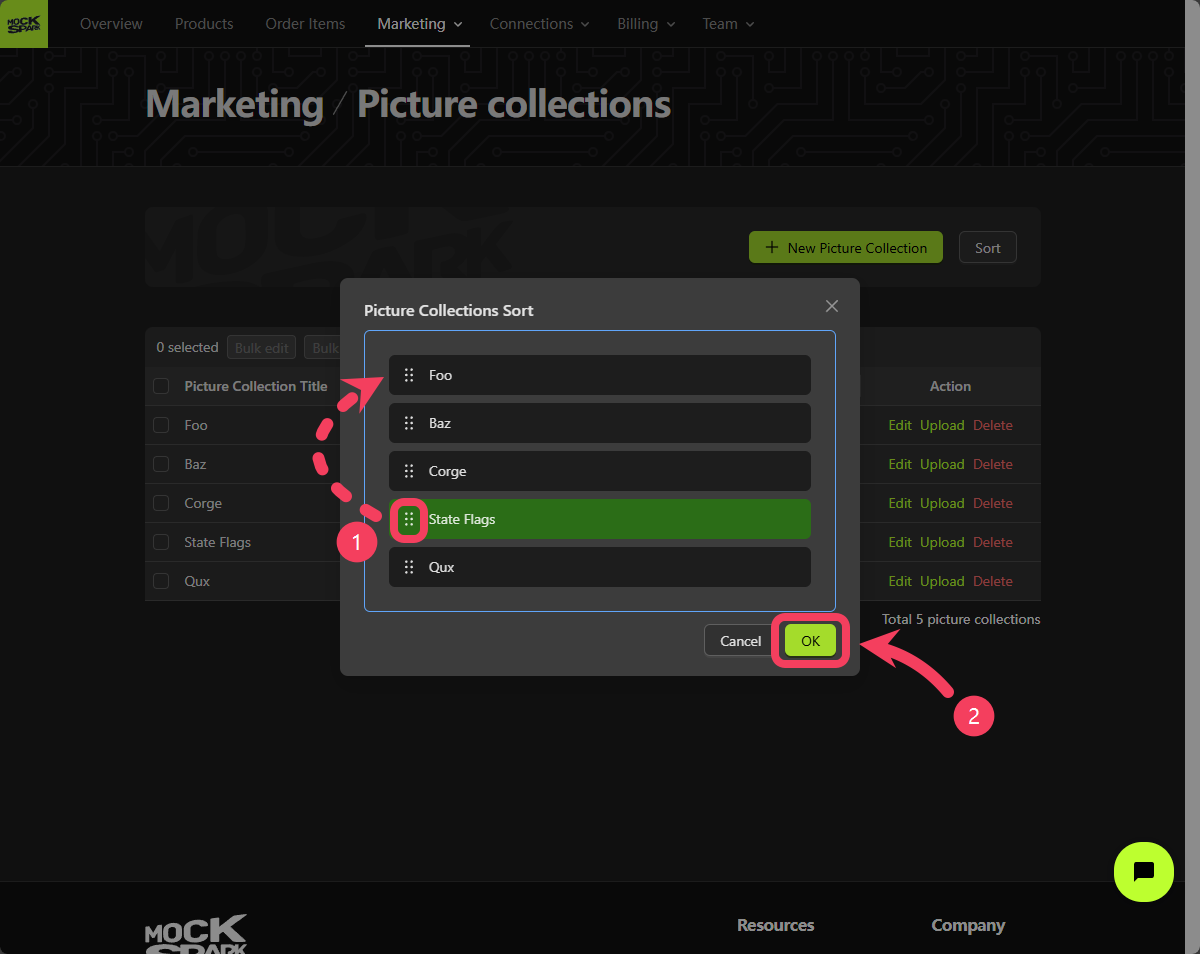 MOCK SPARK
Overview Products Order Items Marketing Connections Billing Team
Marketing / Picture collections
MOCK SPARK
+ New Picture Collection Sort
Picture Collections Sort
0 selected Bulk edit Bulk
Picture Collection Title Action
Foo
Baz
Corge
State Flags
Qux
Foo Edit Upload Delete
Baz Edit Upload Delete
Corge Edit Upload Delete
State Flags Edit Upload Delete
Qux Edit Upload Delete
1
Total 5 picture collections
Cancel OK
2
MOCK SPARK
Resources Company